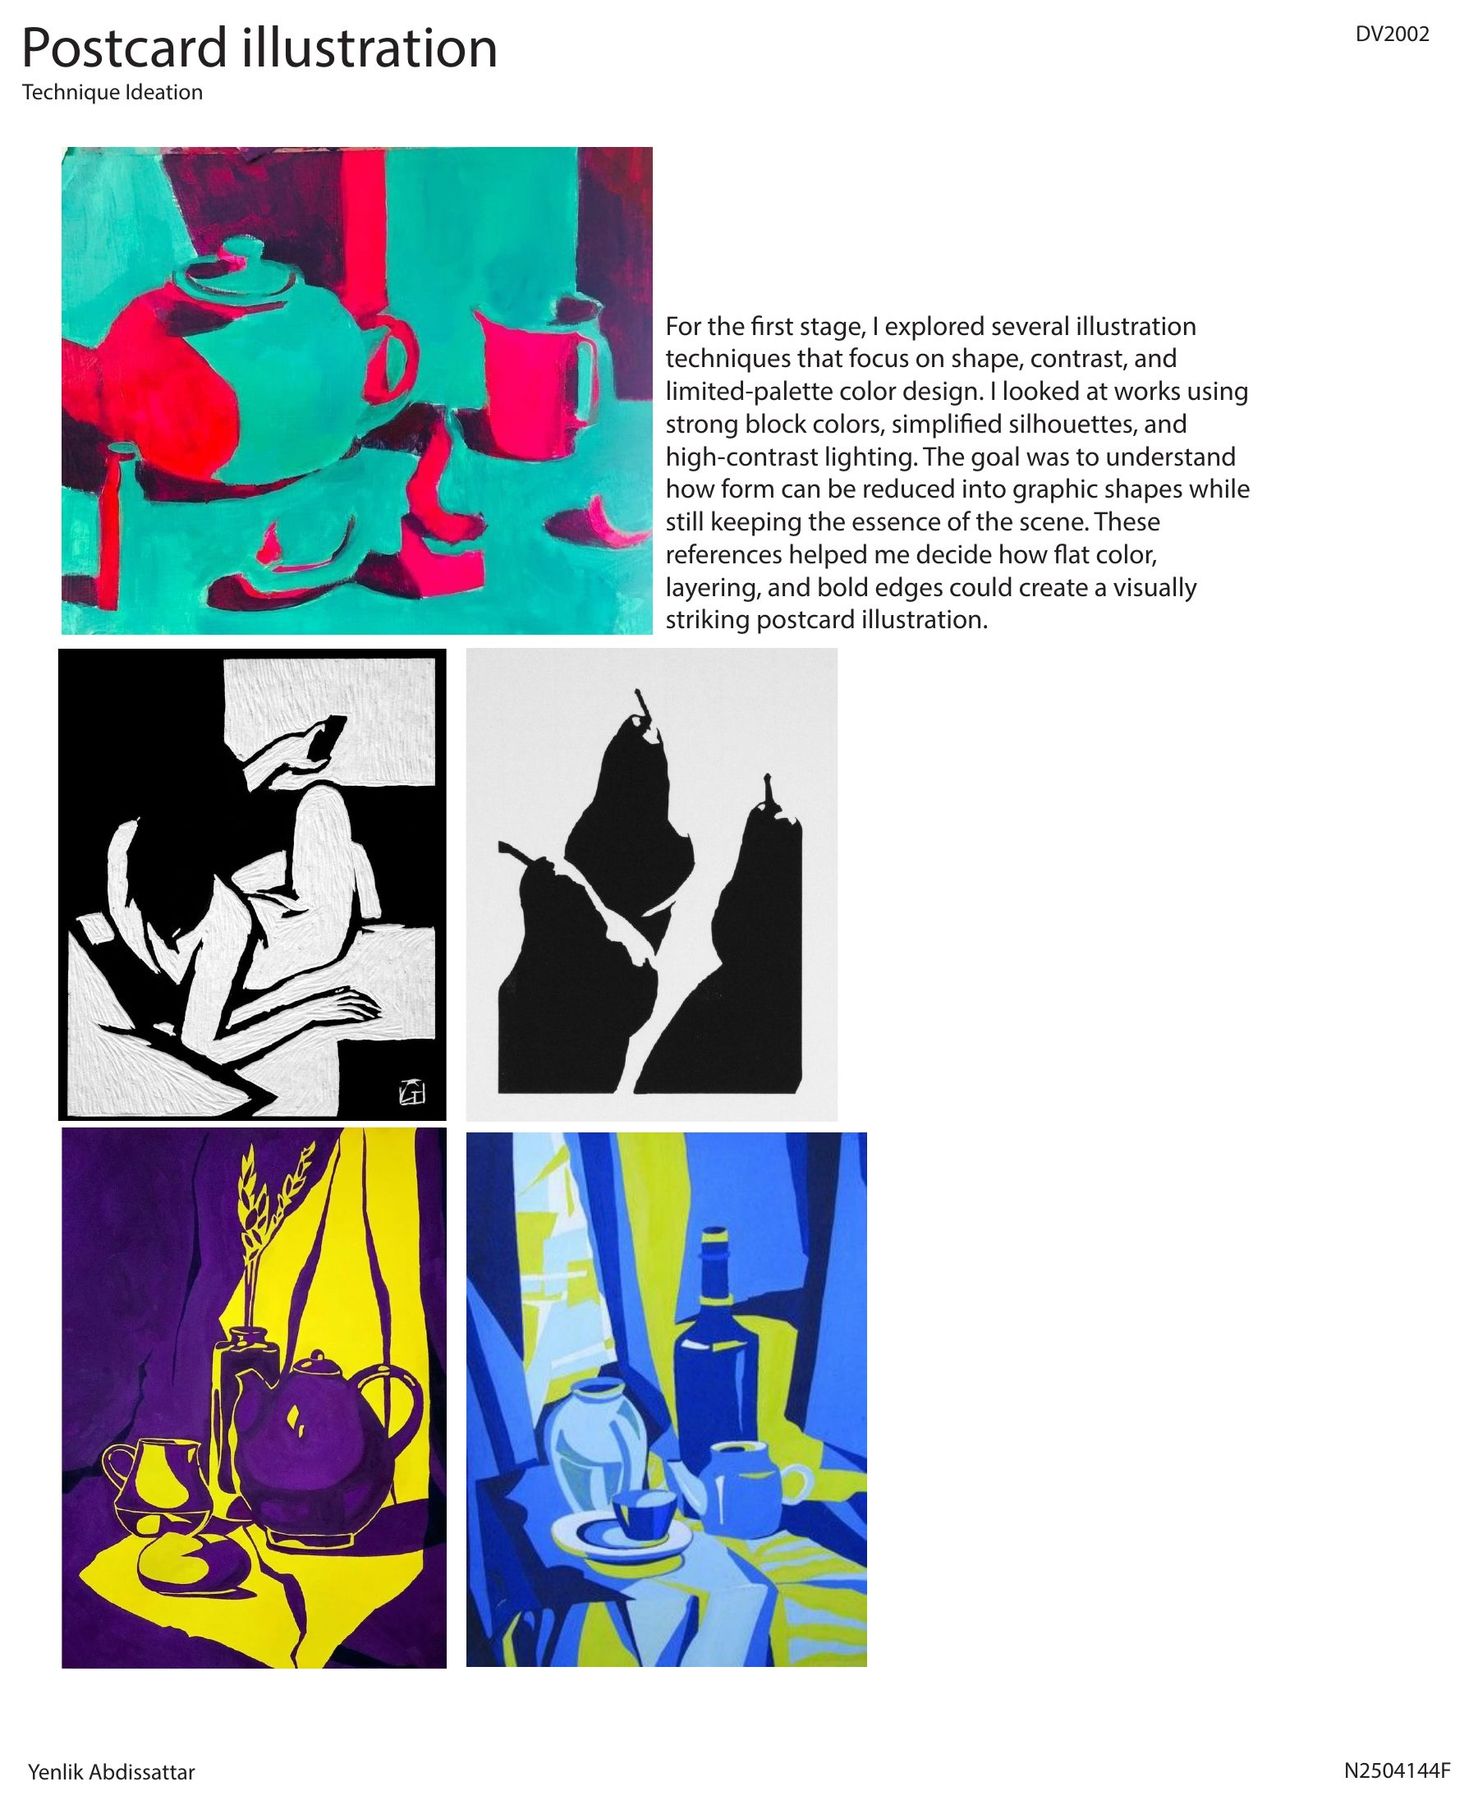 Postcard illustration
DV2002
Technique Ideation
For the first stage, I explored several illustration
techniques that focus on shape, contrast, and
limited-palette color design. I looked at works using
strong block colors, simplified silhouettes, and
high-contrast lighting. The goal was to understand
how form can be reduced into graphic shapes while
still keeping the essence of the scene. These
references helped me decide how flat color,
layering, and bold edges could create a visually
striking postcard illustration.
Yenlik Abdissattar
N2504144F